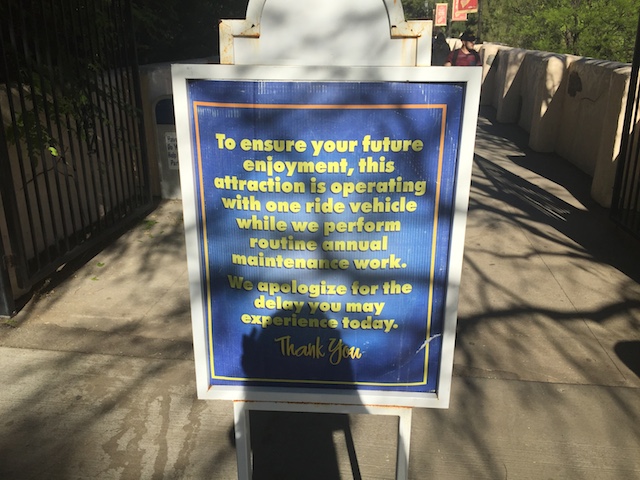 To ensure your future
enjoyment, this
attraction is operating
with one ride vehicle
while we perform
routine annual
maintenance work.
We apologize for the
delay you may
experience today.
Thank You